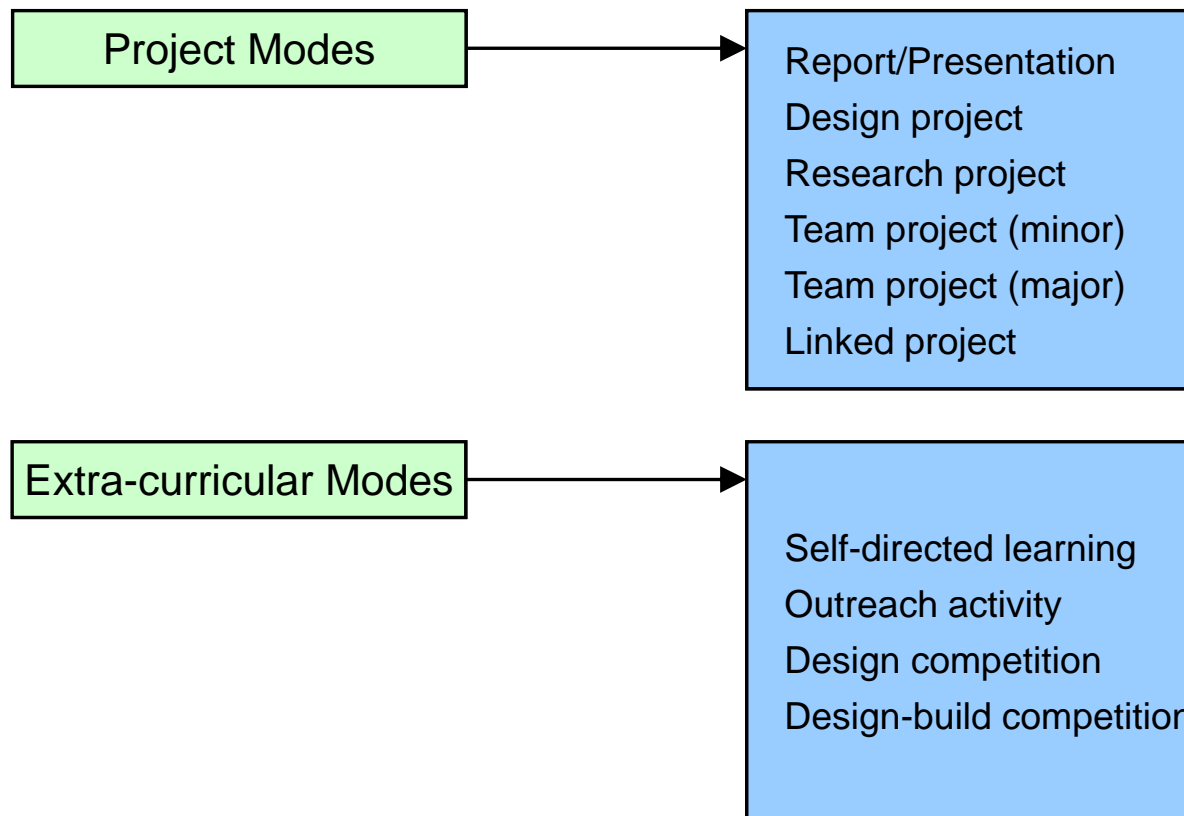 Project Modes
Report/Presentation
Design project
Research project
Team project (minor)
Team project (major)
Linked project
Extra-curricular Modes
Self-directed learning
Outreach activity
Design competition
Design-build competition